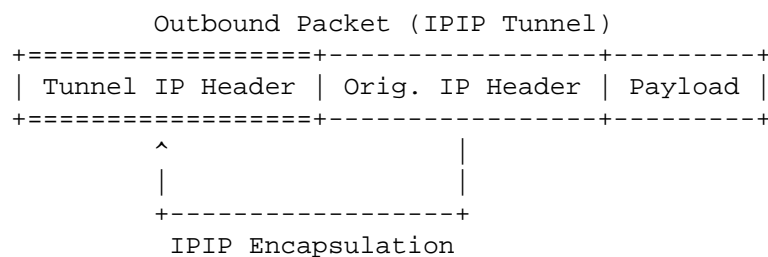 Outbound Packet (IPIP Tunnel)
+==================+-----------------+---------+
| Tunnel IP Header | Orig. IP Header | Payload |
+==================+-----------------+---------+
^ |
| |
+------------------+
IPIP Encapsulation